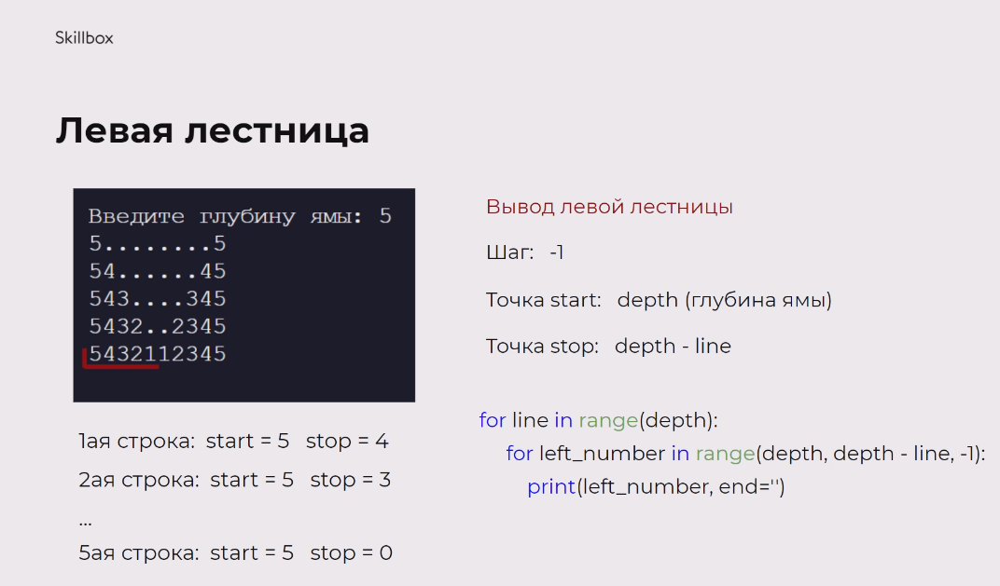 Skillbox
Левая лестница
Введите глубину ямы: 5
5........5
54......45
543....345
5432..2345
5432112345
1ая строка: start = 5 stop = 4
2ая строка: start = 5 stop = 3
...
5ая строка: start = 5 stop = 0
Вывод левой лестницы
Шаг: -1
Точка start: depth (глубина ямы)
Точка stop: depth - line
for line in range(depth):
for left_number in range(depth, depth - line, -1):
print(left_number, end='')